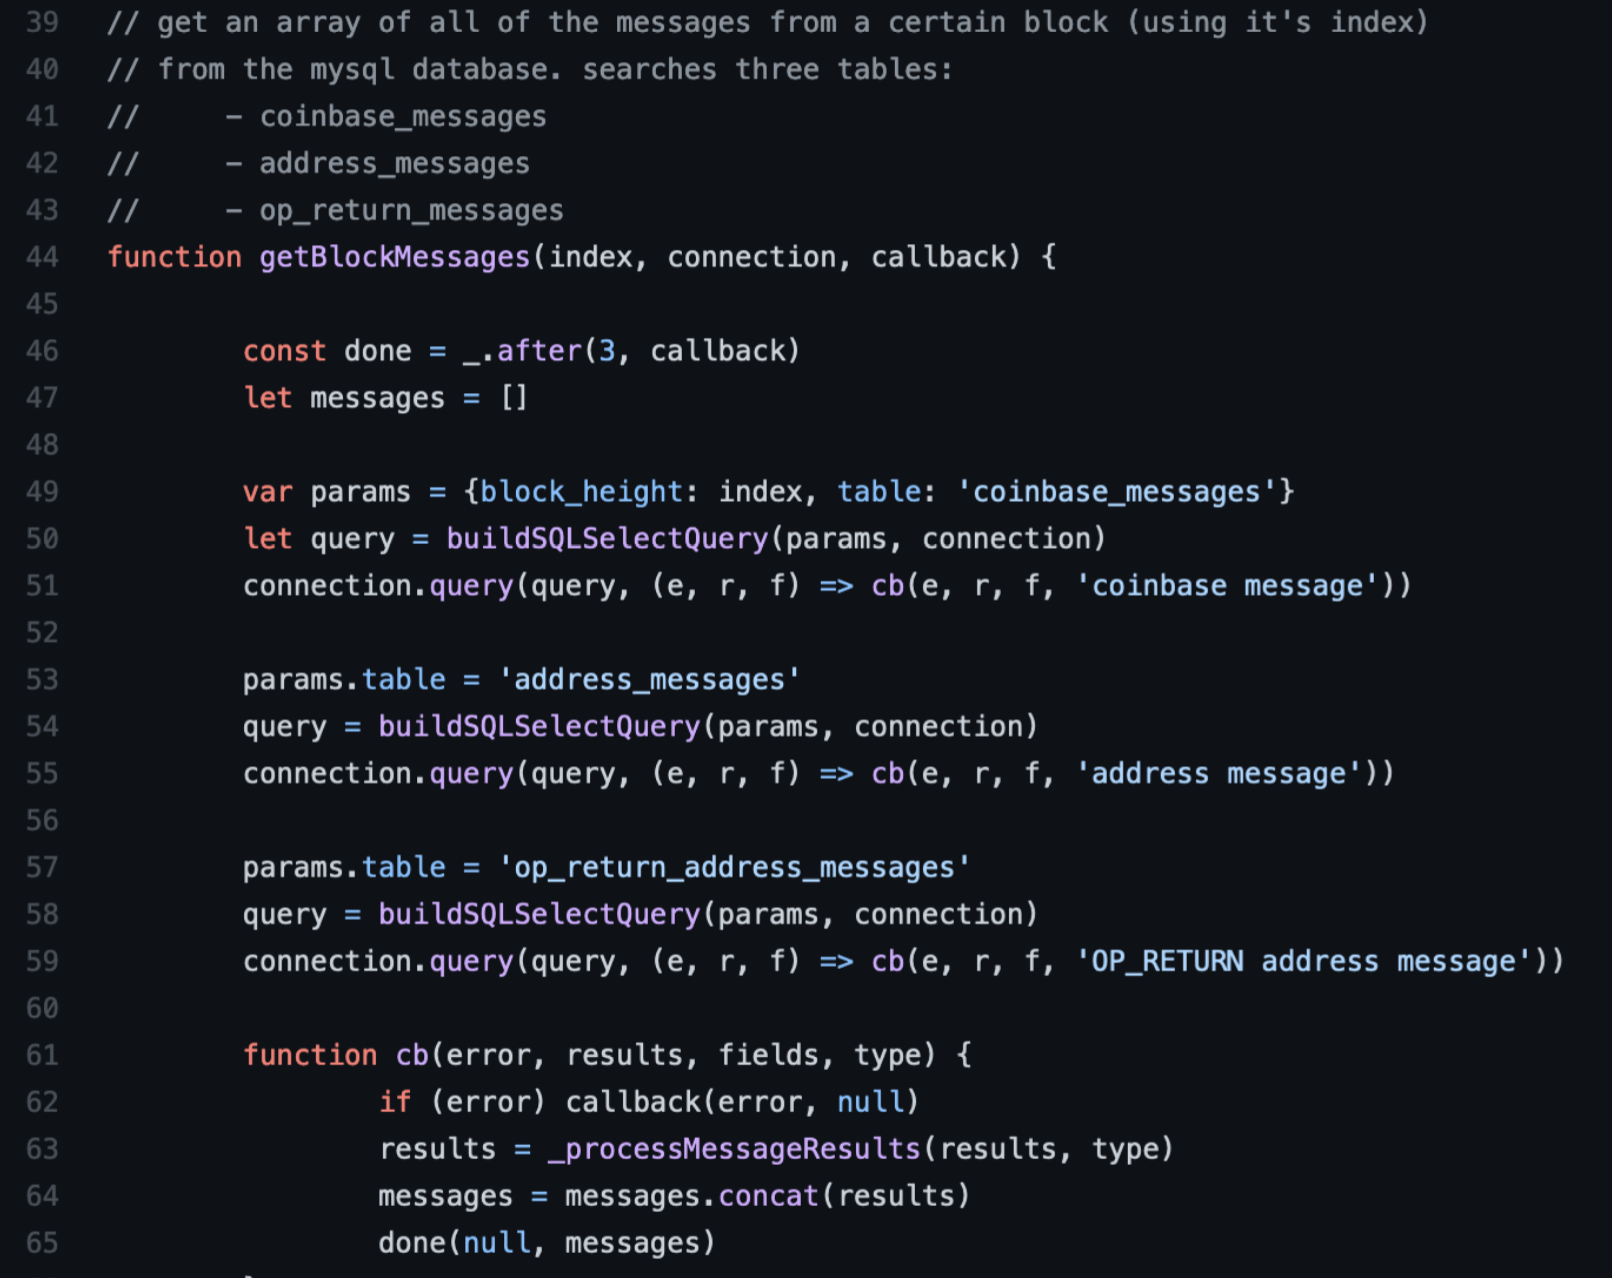 39 // get an array of all of the messages from a certain block (using it's index)
40 // from the mysql database. searches three tables:
41 //     – coinbase_messages
42 //     – address_messages
43 //     – op_return_messages
44 function getBlockMessages(index, connection, callback) {
45
46         const done = _.after(3, callback)
47         let messages = []
48
49         var params = {block_height: index, table: 'coinbase_messages'}
50         let query = buildSQLSelectQuery(params, connection)
51         connection.query(query, (e, r, f) => cb(e, r, f, 'coinbase message'))
52
53         params.table = 'address_messages'
54         query = buildSQLSelectQuery(params, connection)
55         connection.query(query, (e, r, f) => cb(e, r, f, 'address message'))
56
57         params.table = 'op_return_address_messages'
58         query = buildSQLSelectQuery(params, connection)
59         connection.query(query, (e, r, f) => cb(e, r, f, 'OP_RETURN address message'))
60
61         function cb(error, results, fields, type) {
62                 if (error) callback(error, null)
63                 results = _processMessageResults(results, type)
64                 messages = messages.concat(results)
65                 done(null, messages)